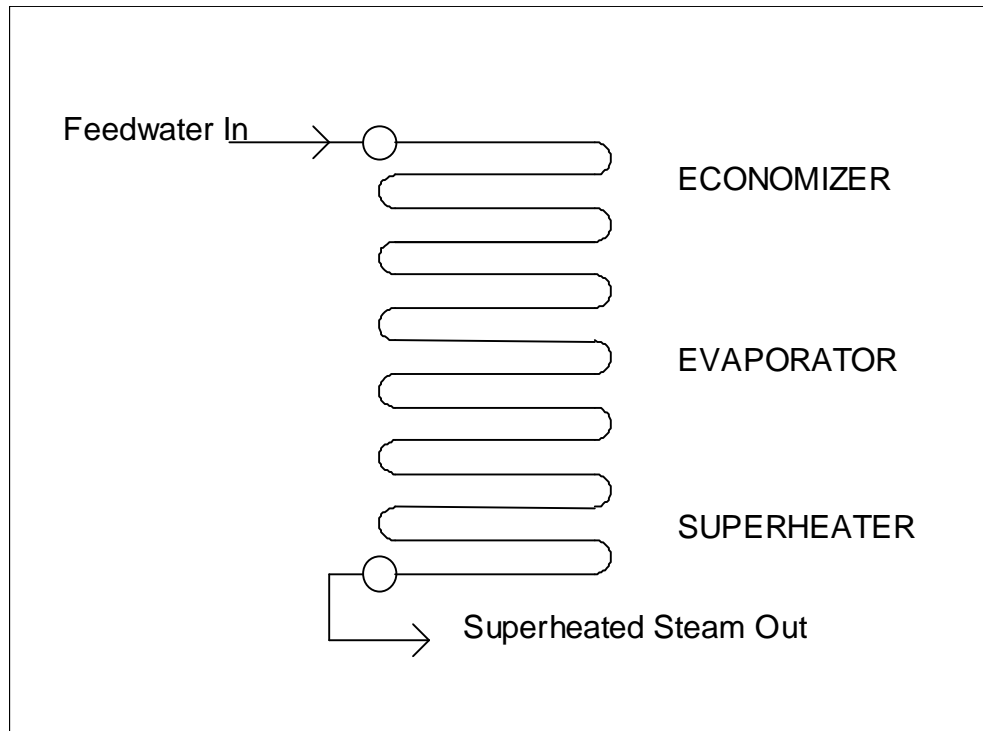 Feedwater In
ECONOMIZER
EVAPORATOR
SUPERHEATER
Superheated Steam Out